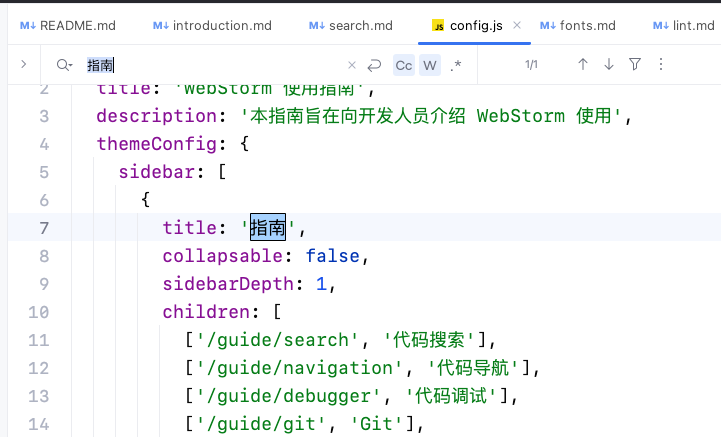 README.md introduction.md search.md JS config.js × fonts.md lint.md
指南 × Cc W .* 1/1
2 title: 'WebStorm 使用指南',
3 description: '本指南旨在向开发人员介绍 WebStorm 使用',
4 themeConfig: {
5 sidebar: [
6 {
7 title: '指南',
8 collapsable: false,
9 sidebarDepth: 1,
10 children: [
11 ['/guide/search', '代码搜索'],
12 ['/guide/navigation', '代码导航'],
13 ['/guide/debugger', '代码调试'],
14 ['/guide/git', 'Git'],